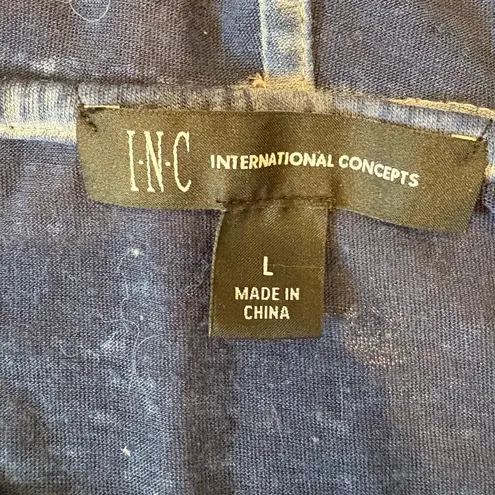 I·N·C INTERNATIONAL CONCEPTS
L
MADE IN
CHINA